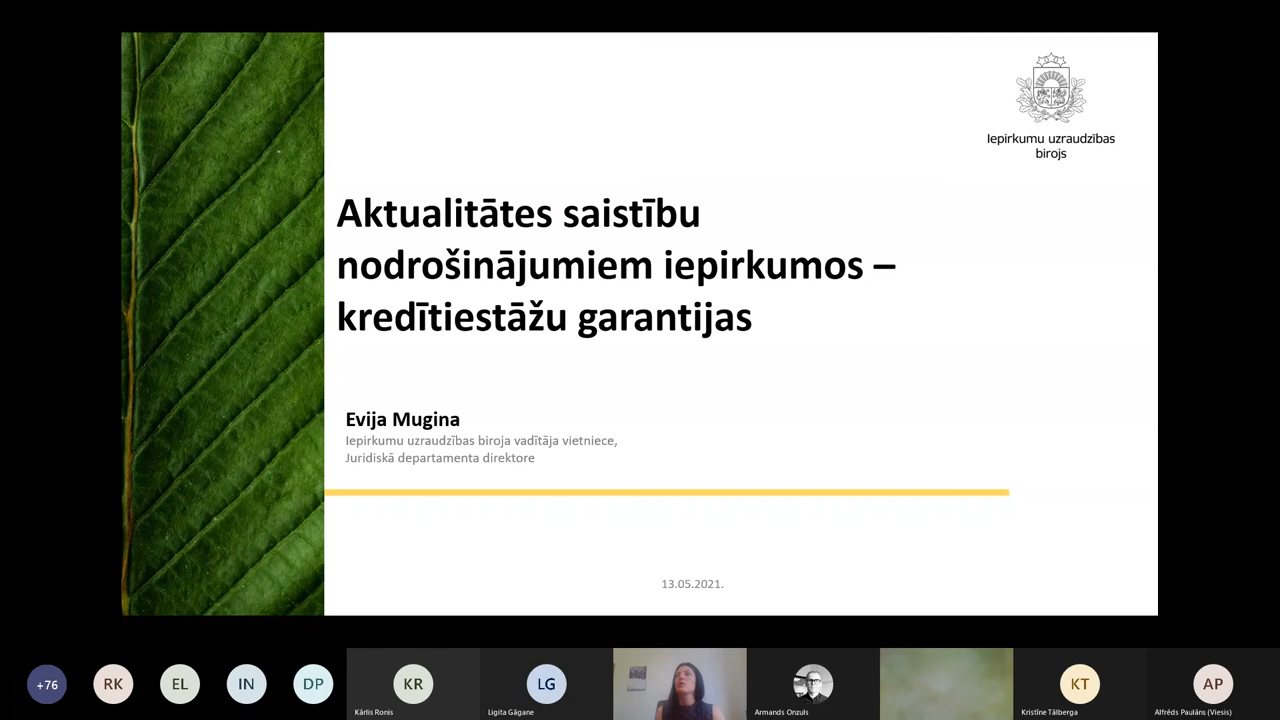 Iepirkumu uzraudzības
birojs
Aktualitātes saistību
nodrošinājumiem iepirkumos –
kredītiestāžu garantijas
Evija Mugina
Iepirkumu uzraudzības biroja vadītāja vietniece,
Juridiskā departamenta direktore
13.05.2021.
+76
RK
EL
IN
DP
KR
LG
KT
AP
Kārlis Ronis
Ligita Gāgane
Armands Onzuls
Kristīne Tālberga
Alfrēds Paulāns (Viesis)